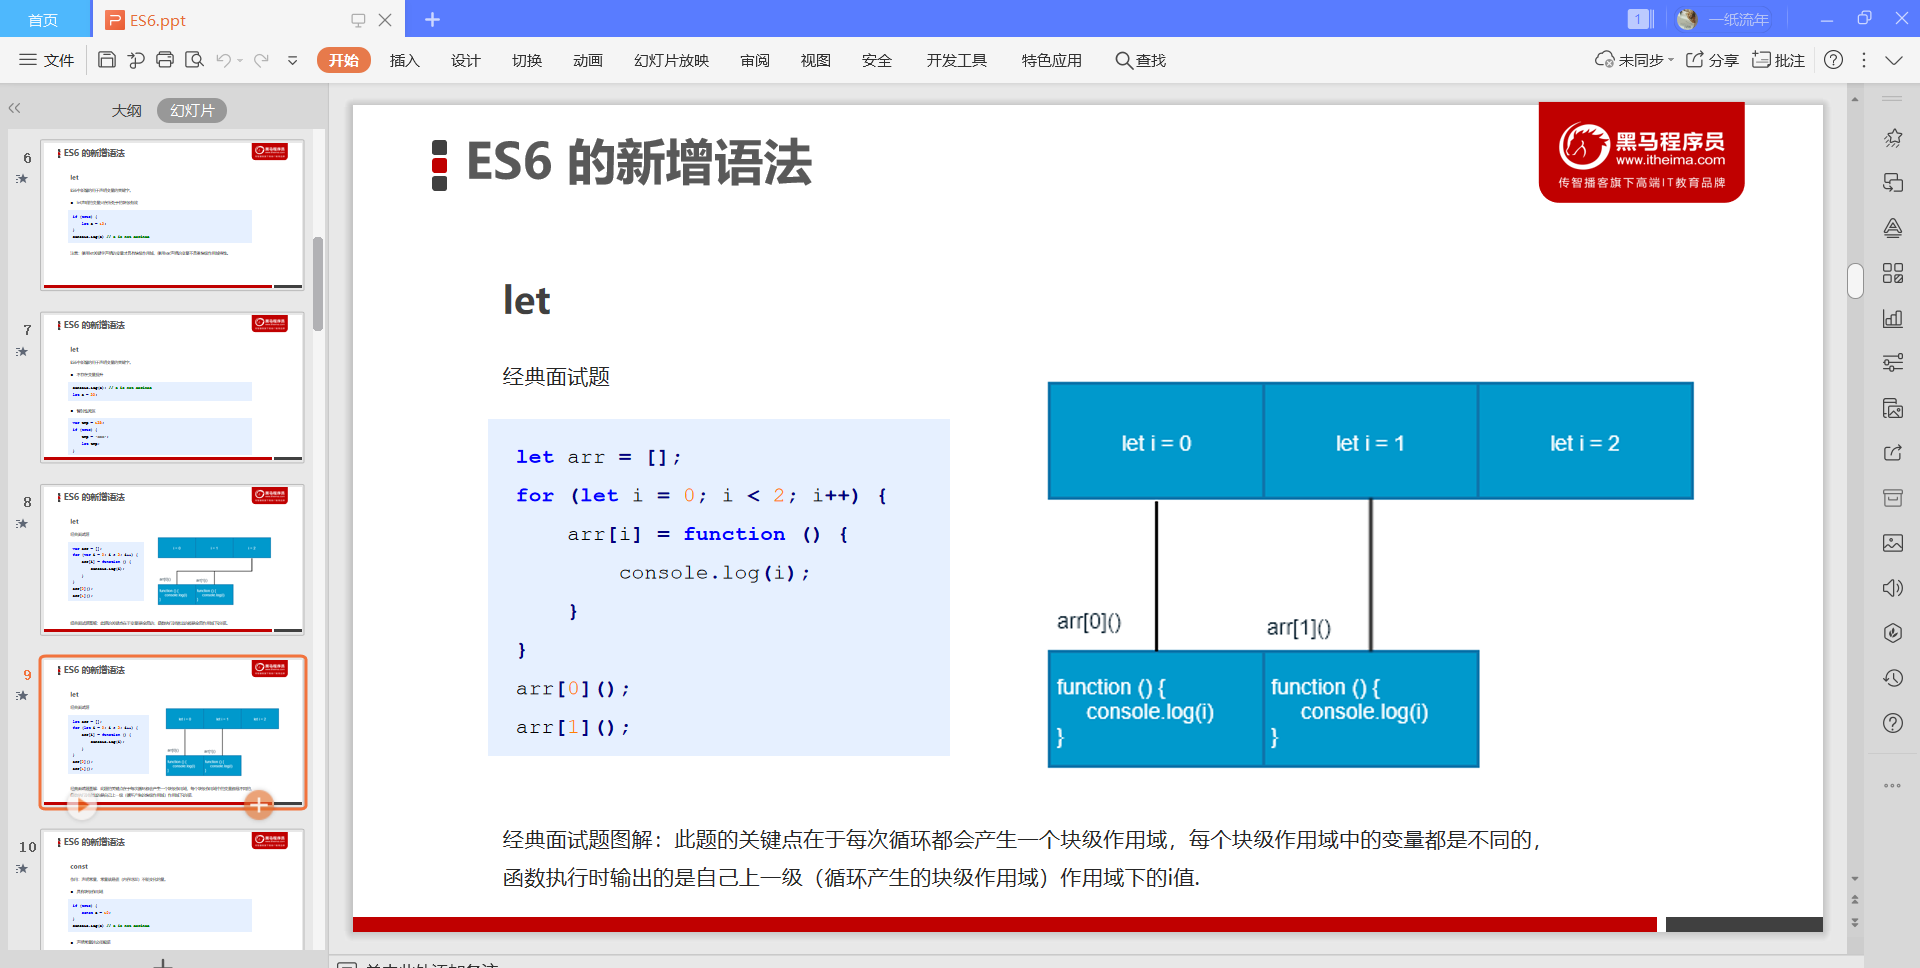 首页
ES6.ppt
1
一纸流年
文件
开始
插入
设计
切换
动画
幻灯片放映
审阅
视图
安全
开发工具
特色应用
查找
未同步
分享
批注
大纲
幻灯片
6
ES6 的新增语法
let
7
ES6 的新增语法
let
8
ES6 的新增语法
let
9
ES6 的新增语法
let
10
ES6 的新增语法
const
ES6 的新增语法
黑马程序员
www.itheima.com
传智播客旗下高端IT教育品牌
let
经典面试题
let arr = [];
for (let i = 0; i < 2; i++) {
arr[i] = function () {
console.log(i);
}
}
arr[0]();
arr[1]();
let i = 0
let i = 1
let i = 2
arr[0]()
arr[1]()
function () {
console.log(i)
}
function () {
console.log(i)
}
经典面试题图解：此题的关键点在于每次循环都会产生一个块级作用域，每个块级作用域中的变量都是不同的，
函数执行时输出的是自己上一级（循环产生的块级作用域）作用域下的i值.